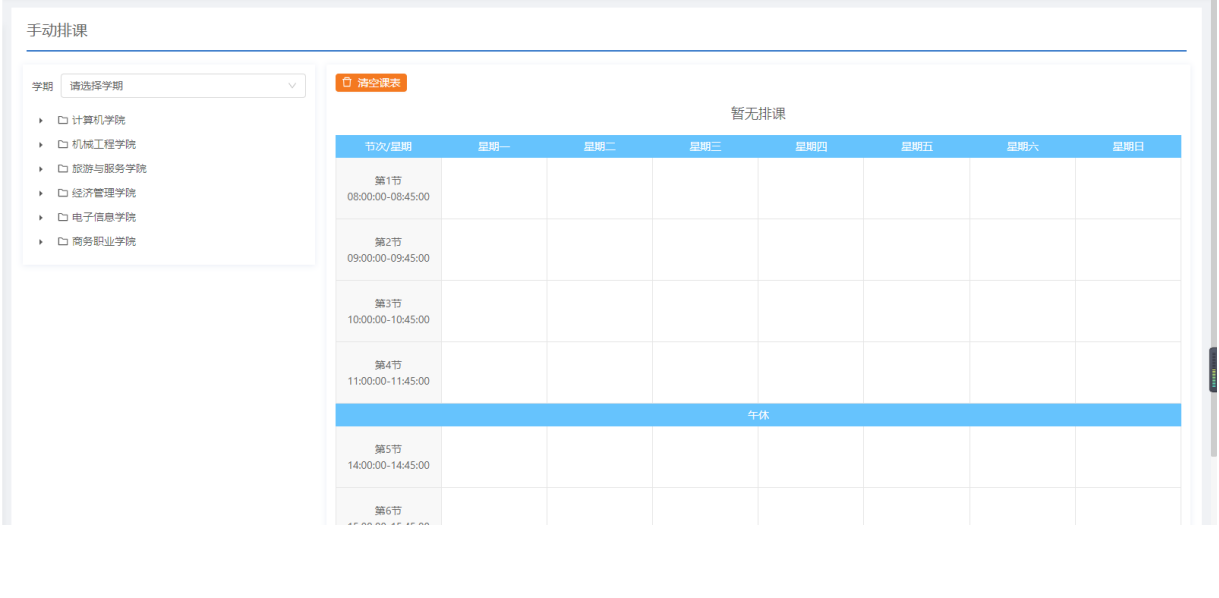 手动排课
学期 请选择学期
计算机学院
机械工程学院
旅游与服务学院
经济管理学院
电子信息学院
商务职业学院
清空课表
暂无排课
节次/星期 星期一 星期二 星期三 星期四 星期五 星期六 星期日
第1节
08:00:00-08:45:00
第2节
09:00:00-09:45:00
第3节
10:00:00-10:45:00
第4节
11:00:00-11:45:00
午休
第5节
14:00:00-14:45:00
第6节
15:00:00-15:45:00